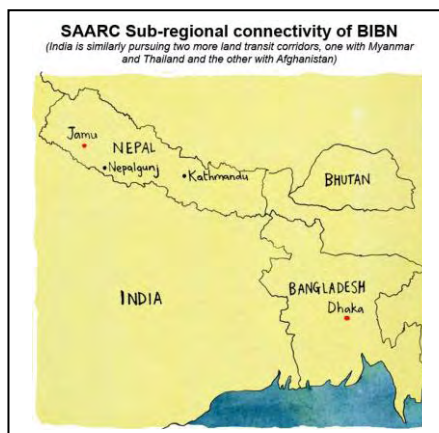 SAARC Sub-regional connectivity of BIBN
(India is similarly pursuing two more land transit corridors, one with Myanmar
and Thailand and the other with Afghanistan)
Jamu
NEPAL
Nepalgunj
Kathmandu
BHUTAN
INDIA
BANGLADESH
Dhaka